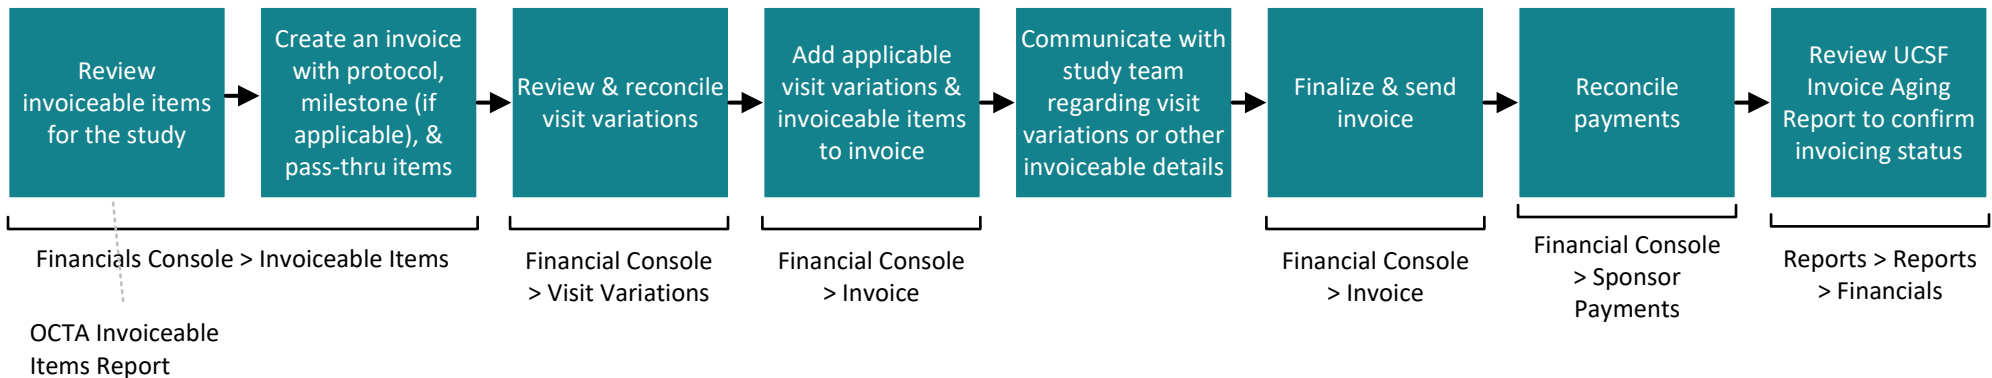 Review
invoiceable items
for the study
Create an invoice
with protocol,
milestone (if
applicable), &
pass-thru items
Review & reconcile
visit variations
Add applicable
visit variations &
invoiceable items
to invoice
Communicate with
study team
regarding visit
variations or other
invoiceable details
Finalize & send
invoice
Reconcile
payments
Review UCSF
Invoice Aging
Report to confirm
invoicing status
Financials Console > Invoiceable Items
Financial Console
> Visit Variations
Financial Console
> Invoice
Financial Console
> Invoice
Financial Console
> Sponsor
Payments
Reports > Reports
> Financials
OCTA Invoiceable
Items Report